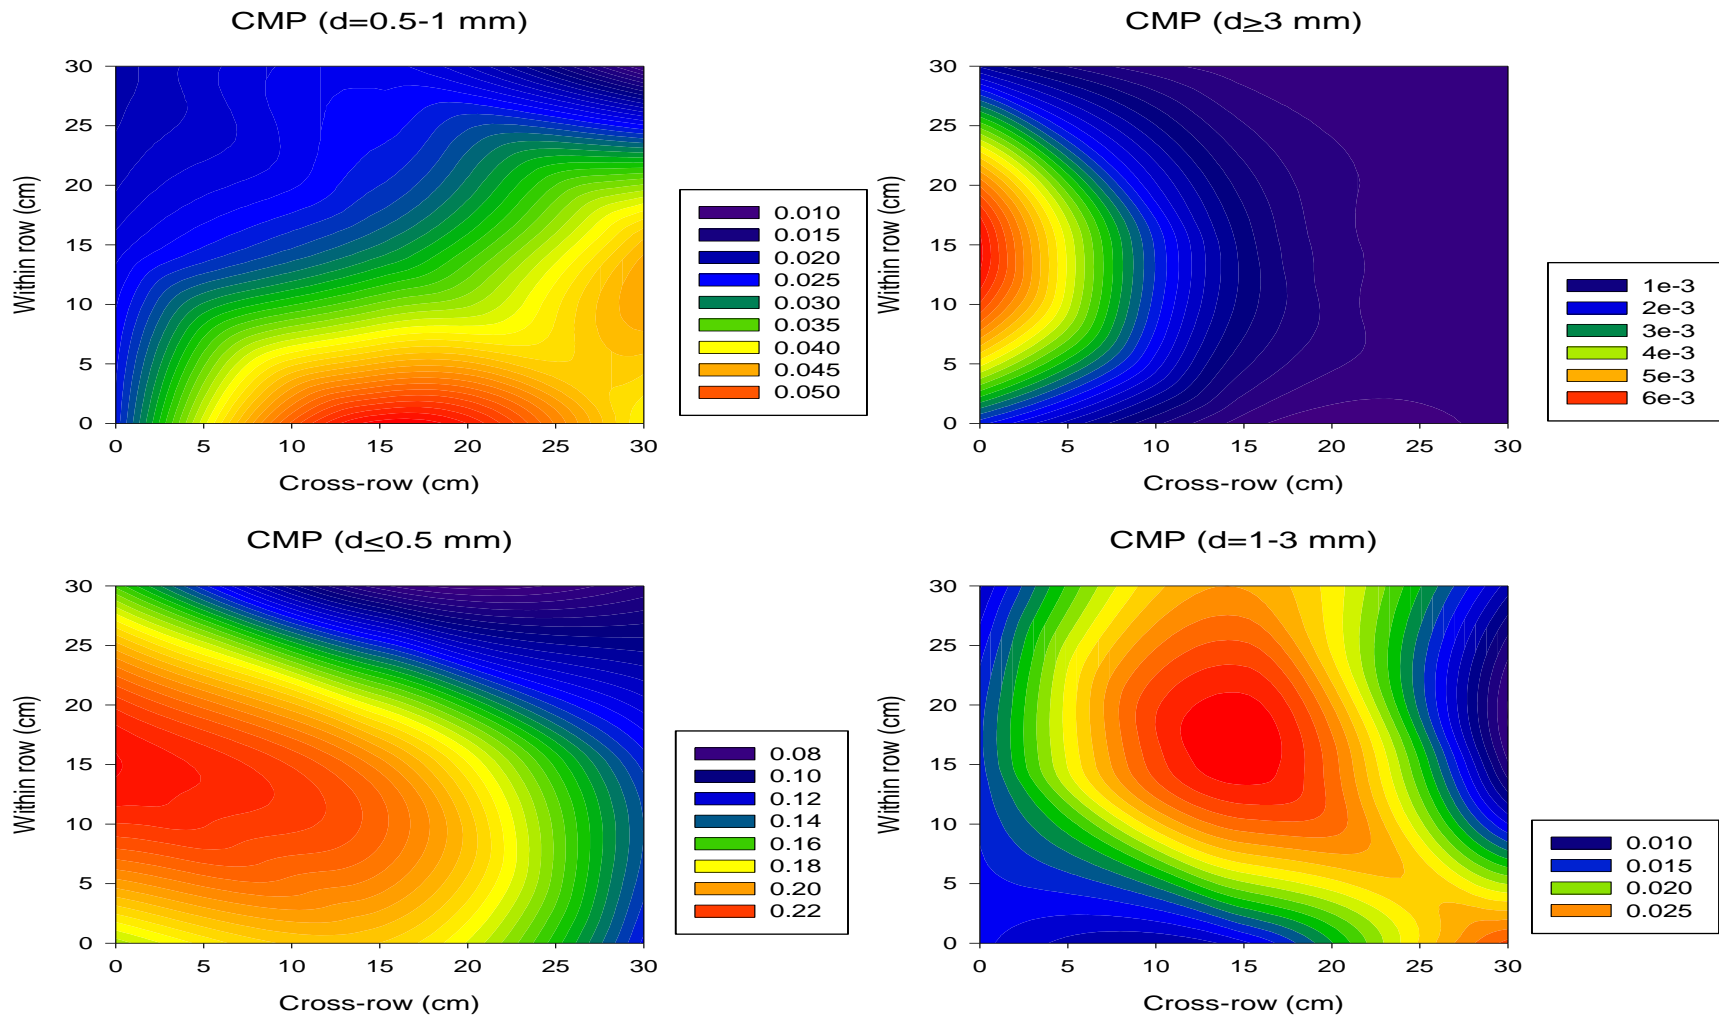 CMP (d=0.5-1 mm)
Within row (cm)
30
25
20
15
10
5
0
0 5 10 15 20 25 30
Cross-row (cm)
0.010
0.015
0.020
0.025
0.030
0.035
0.040
0.045
0.050
CMP (d≥3 mm)
Within row (cm)
30
25
20
15
10
5
0
0 5 10 15 20 25 30
Cross-row (cm)
1e-3
2e-3
3e-3
4e-3
5e-3
6e-3
CMP (d≤0.5 mm)
Within row (cm)
30
25
20
15
10
5
0
0 5 10 15 20 25 30
Cross-row (cm)
0.08
0.10
0.12
0.14
0.16
0.18
0.20
0.22
CMP (d=1-3 mm)
Within row (cm)
30
25
20
15
10
5
0
0 5 10 15 20 25 30
Cross-row (cm)
0.010
0.015
0.020
0.025